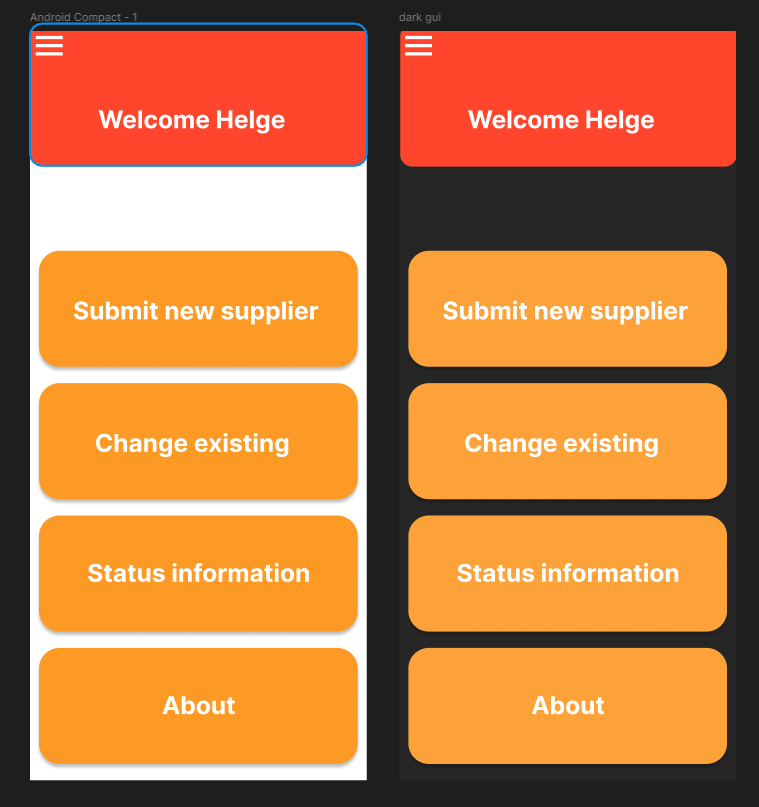 Android Compact - 1
Welcome Helge
Submit new supplier
Change existing
Status information
About
dark gui
Welcome Helge
Submit new supplier
Change existing
Status information
About